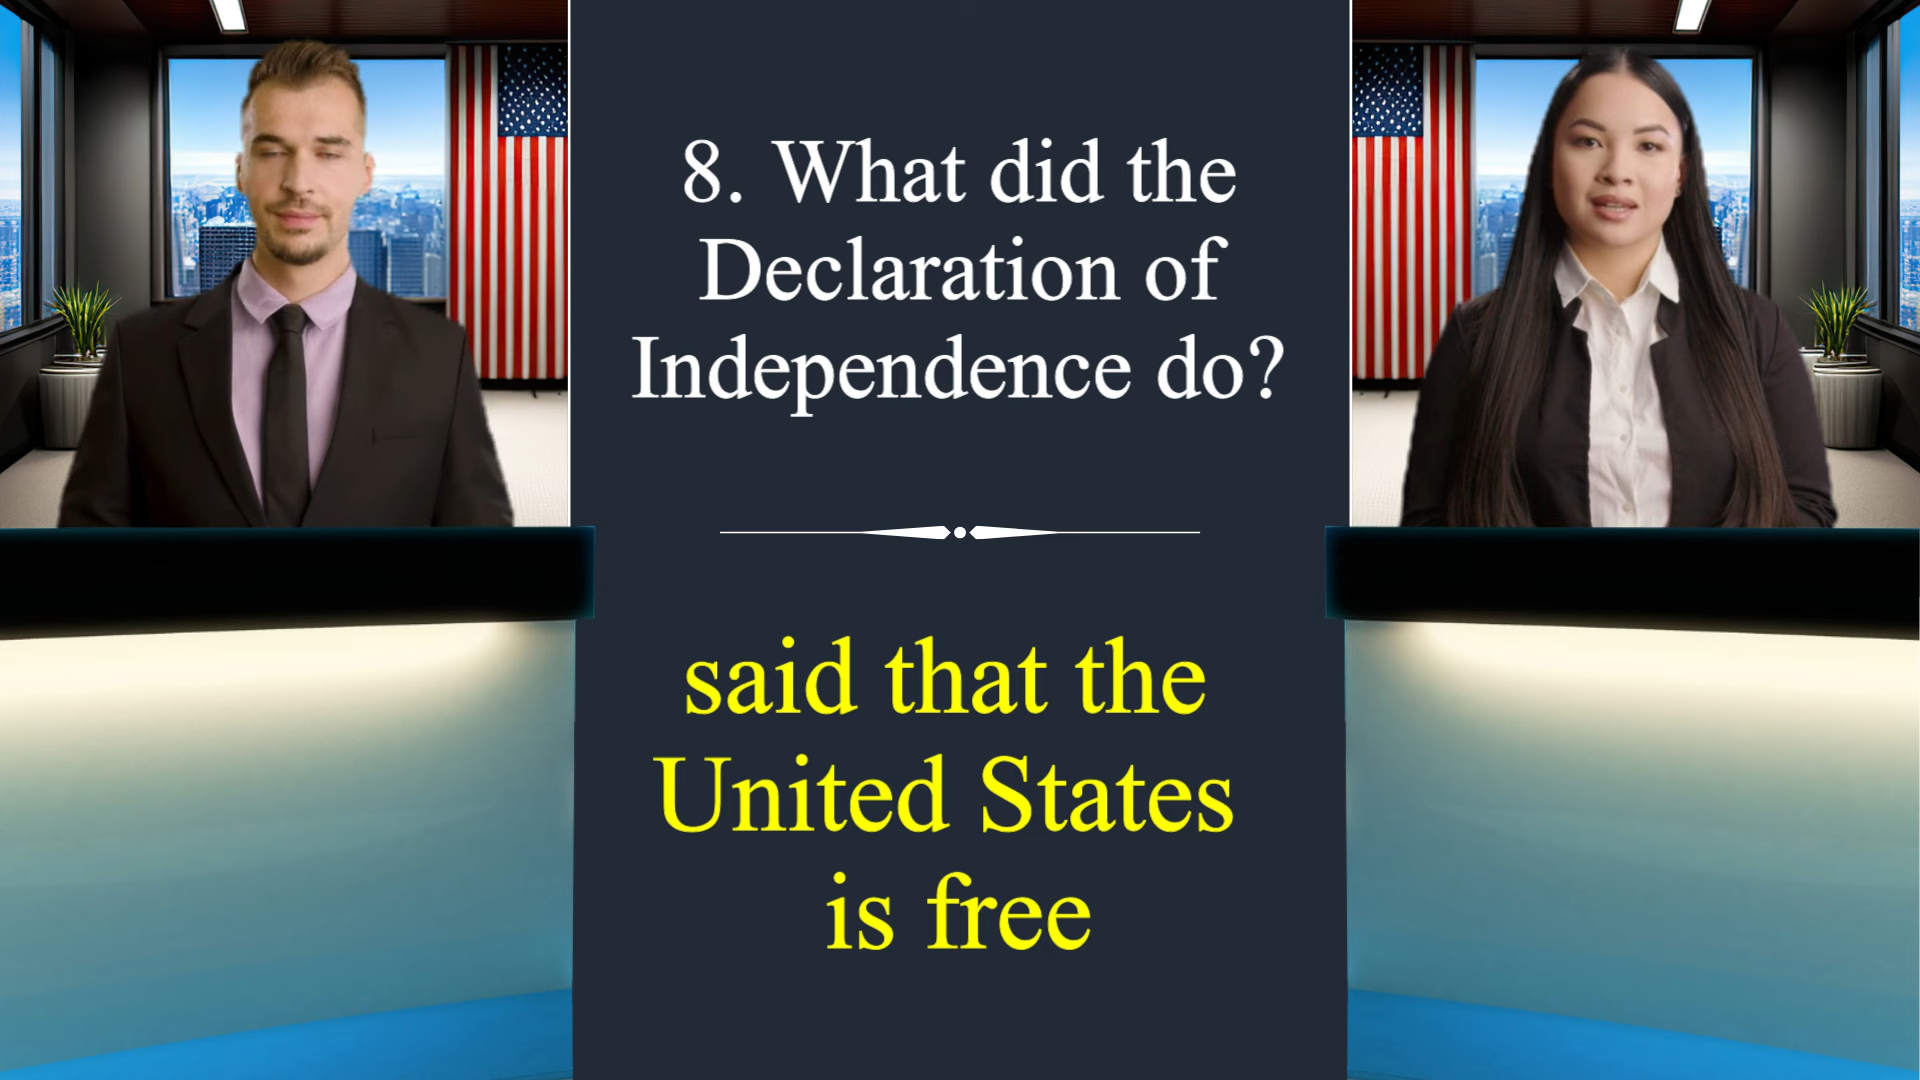 8. What did the
Declaration of
Independence do?
said that the
United States
is free